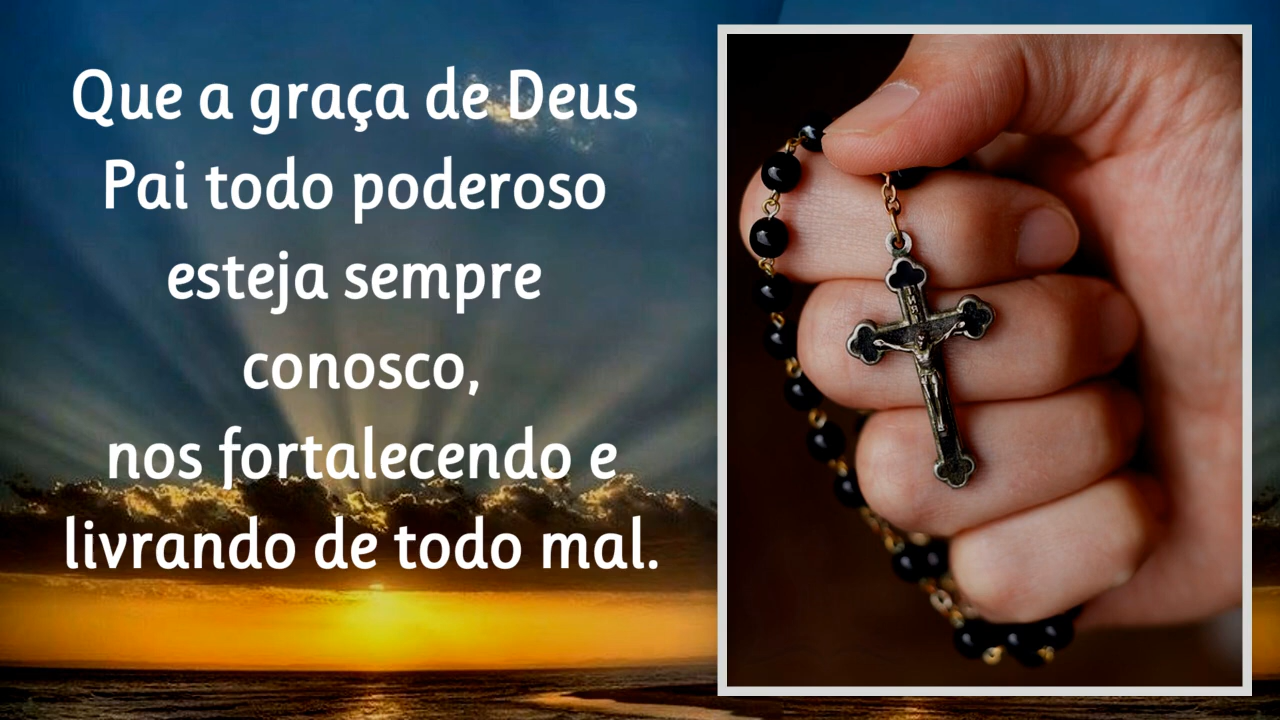 Que a graça de Deus
Pai todo poderoso
esteja sempre
conosco,
nos fortalecendo e
livrando de todo mal.